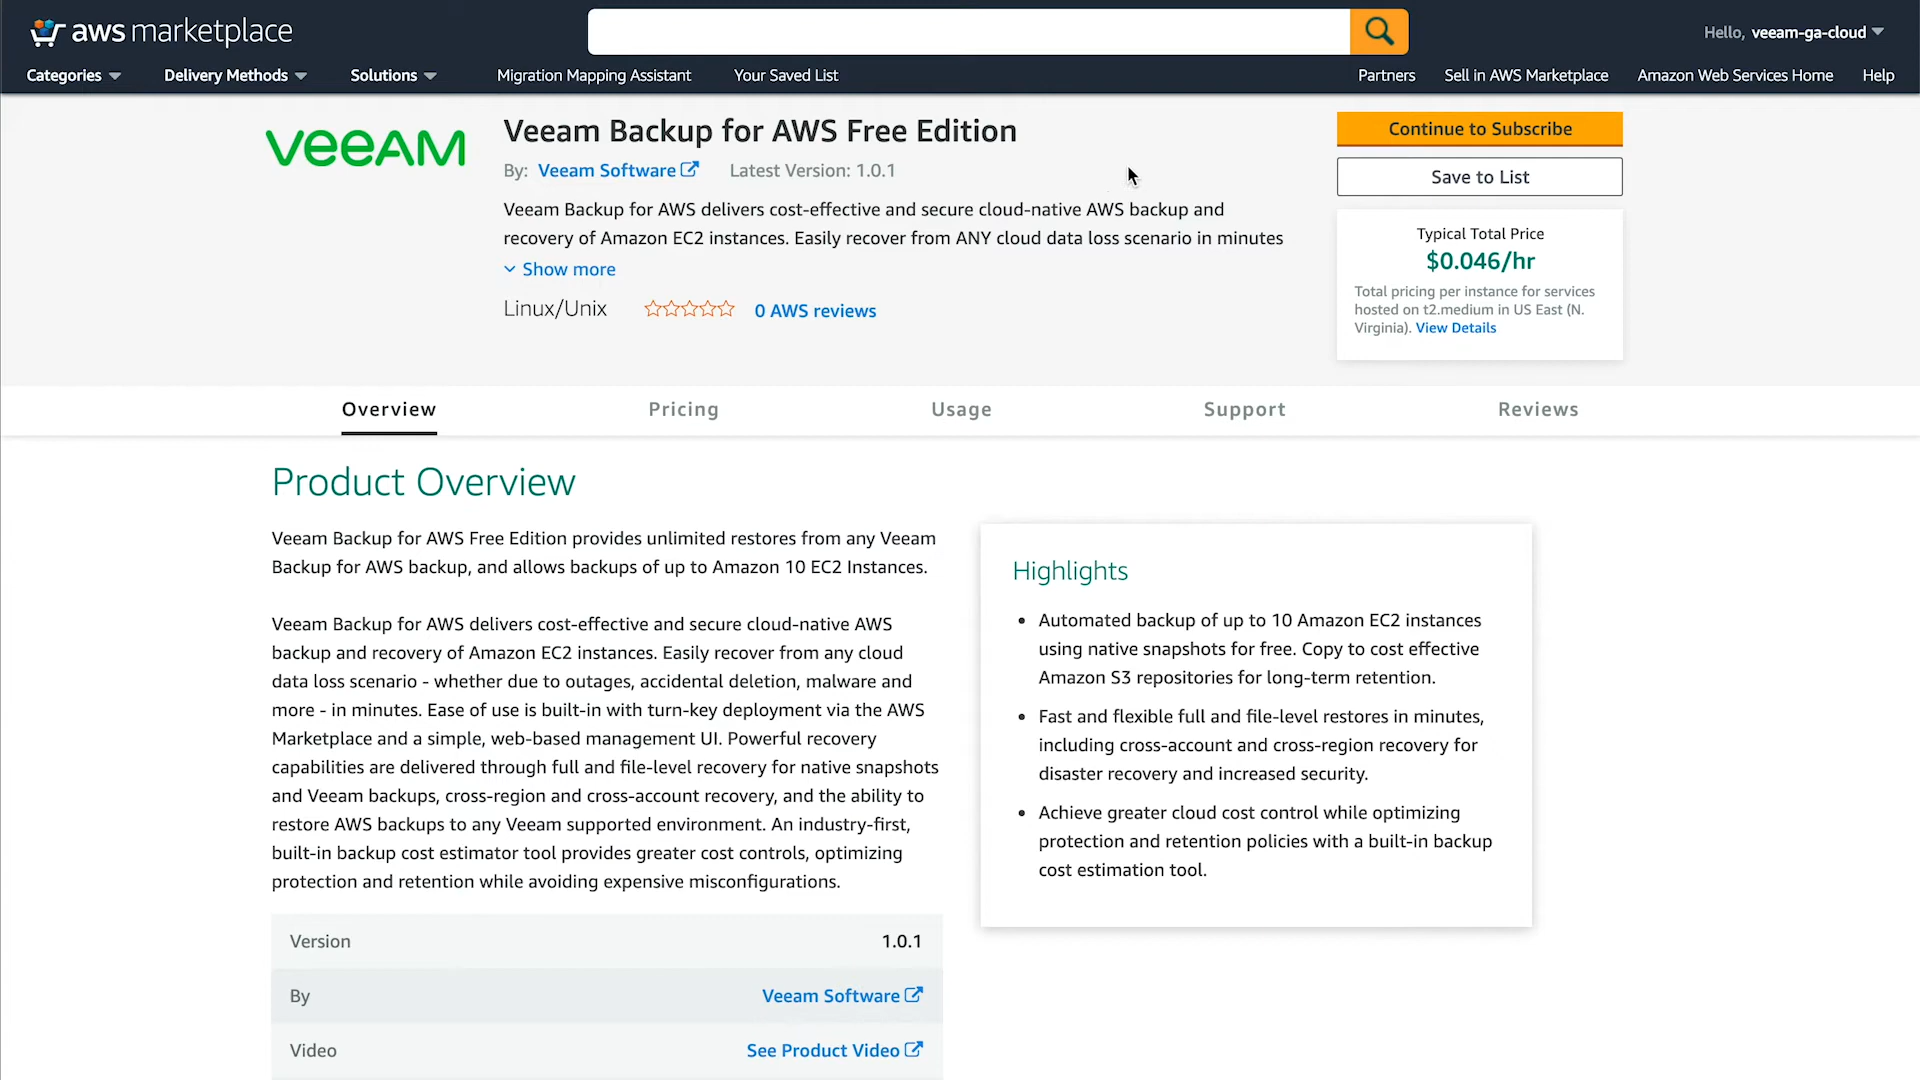 aws marketplace
Hello, veeam-ga-cloud
Categories
Delivery Methods
Solutions
Migration Mapping Assistant
Your Saved List
Partners
Sell in AWS Marketplace
Amazon Web Services Home
Help
veeAM
Veeam Backup for AWS Free Edition
By: Veeam Software
Latest Version: 1.0.1
Veeam Backup for AWS delivers cost-effective and secure cloud-native AWS backup and
recovery of Amazon EC2 instances. Easily recover from ANY cloud data loss scenario in minutes
Show more
Linux/Unix
0 AWS reviews
Continue to Subscribe
Save to List
Typical Total Price
$0.046/hr
Total pricing per instance for services
hosted on t2.medium in US East (N.
Virginia). View Details
Overview
Pricing
Usage
Support
Reviews
Product Overview
Veeam Backup for AWS Free Edition provides unlimited restores from any Veeam
Backup for AWS backup, and allows backups of up to Amazon 10 EC2 Instances.
Veeam Backup for AWS delivers cost-effective and secure cloud-native AWS
backup and recovery of Amazon EC2 instances. Easily recover from any cloud
data loss scenario - whether due to outages, accidental deletion, malware and
more - in minutes. Ease of use is built-in with turn-key deployment via the AWS
Marketplace and a simple, web-based management UI. Powerful recovery
capabilities are delivered through full and file-level recovery for native snapshots
and Veeam backups, cross-region and cross-account recovery, and the ability to
restore AWS backups to any Veeam supported environment. An industry-first,
built-in backup cost estimator tool provides greater cost controls, optimizing
protection and retention while avoiding expensive misconfigurations.
Version 1.0.1
By Veeam Software
Video See Product Video
Highlights
• Automated backup of up to 10 Amazon EC2 instances
using native snapshots for free. Copy to cost effective
Amazon S3 repositories for long-term retention.
• Fast and flexible full and file-level restores in minutes,
including cross-account and cross-region recovery for
disaster recovery and increased security.
• Achieve greater cloud cost control while optimizing
protection and retention policies with a built-in backup
cost estimation tool.